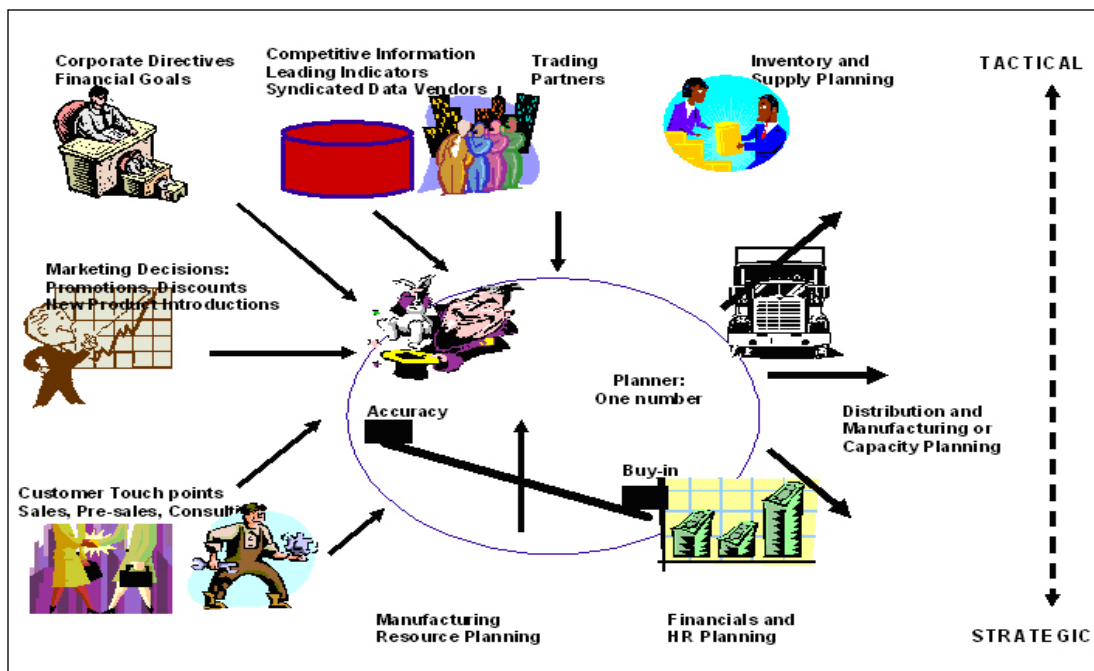 Corporate Directives
Financial Goals
Competitive Information
Leading Indicators
Syndicated Data Vendors
Trading
Partners
Inventory and
Supply Planning
TACTICAL
Marketing Decisions:
Promotions, Discounts
New Product Introductions
Planner:
One number
Accuracy
Distribution and
Manufacturing or
Capacity Planning
Buy-in
Customer Touch points
Sales, Pre-sales,
Manufacturing
Resource Planning
Financials and
HR Planning
STRATEGIC